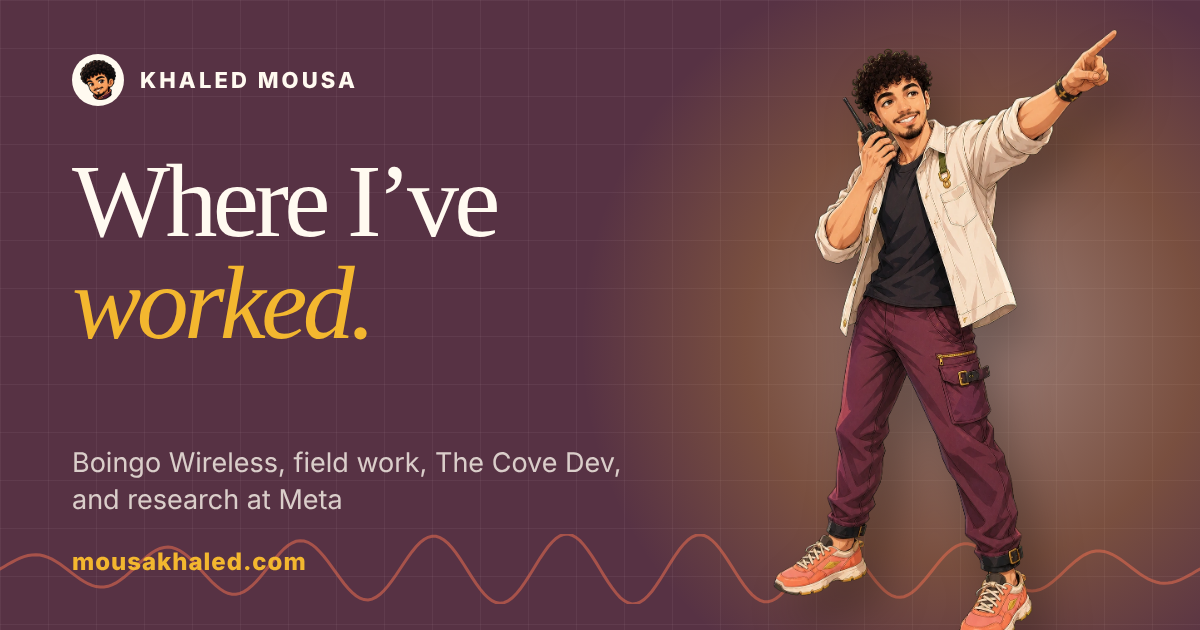 KHALED MOUSA
Where I’ve
worked.
Boingo Wireless, field work, The Cove Dev,
and research at Meta
mousakhaled.com